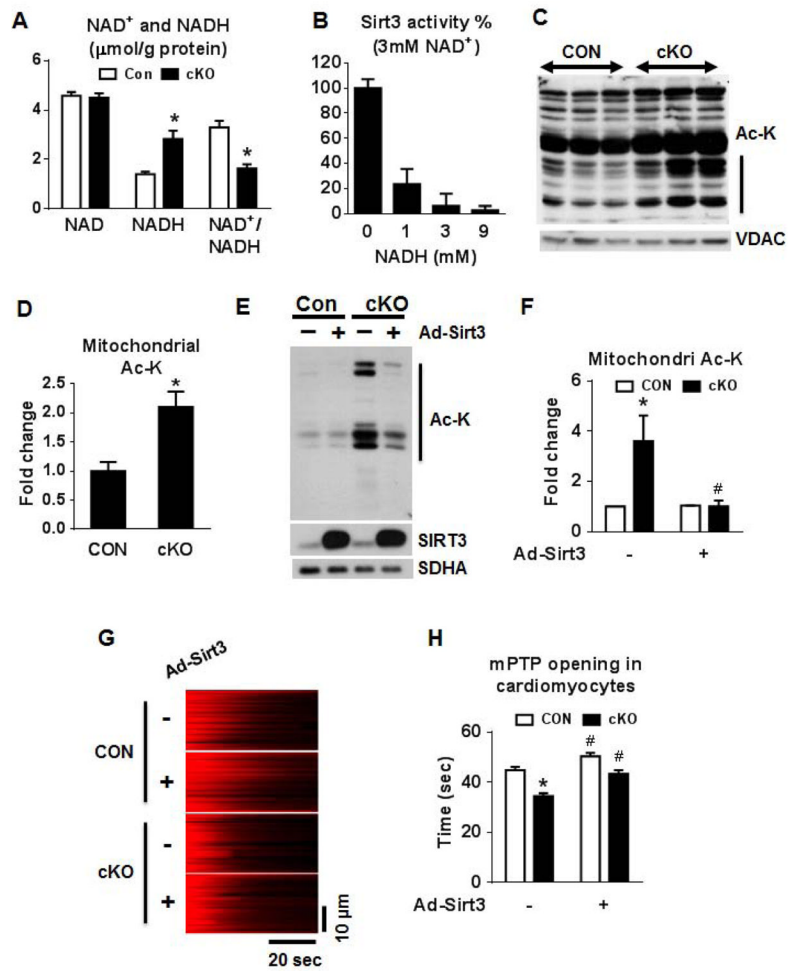 A
NAD⁺ and NADH
(μmol/g protein)
Con cKO
6
4
2
0
*
*
NAD NADH NAD⁺/
NADH
B
Sirt3 activity %
(3mM NAD⁺)
120
100
80
60
40
20
0
0 1 3 9
NADH (mM)
C
CON cKO
Ac-K
VDAC
D
Mitochondrial
Ac-K
Fold change
2.5
2.0
1.5
1.0
0.5
0.0
*
CON cKO
E
Con cKO
– + – + Ad-Sirt3
Ac-K
SIRT3
SDHA
F
Mitochondri Ac-K
CON cKO
Fold change
6
4
2
0
*
#
Ad-Sirt3 - +
G
Ad-Sirt3
CON
-
+
cKO
-
+
10 μm
20 sec
H
mPTP opening in
cardiomyocytes
CON cKO
Time (sec)
60
40
20
0
*
# #
Ad-Sirt3 - +